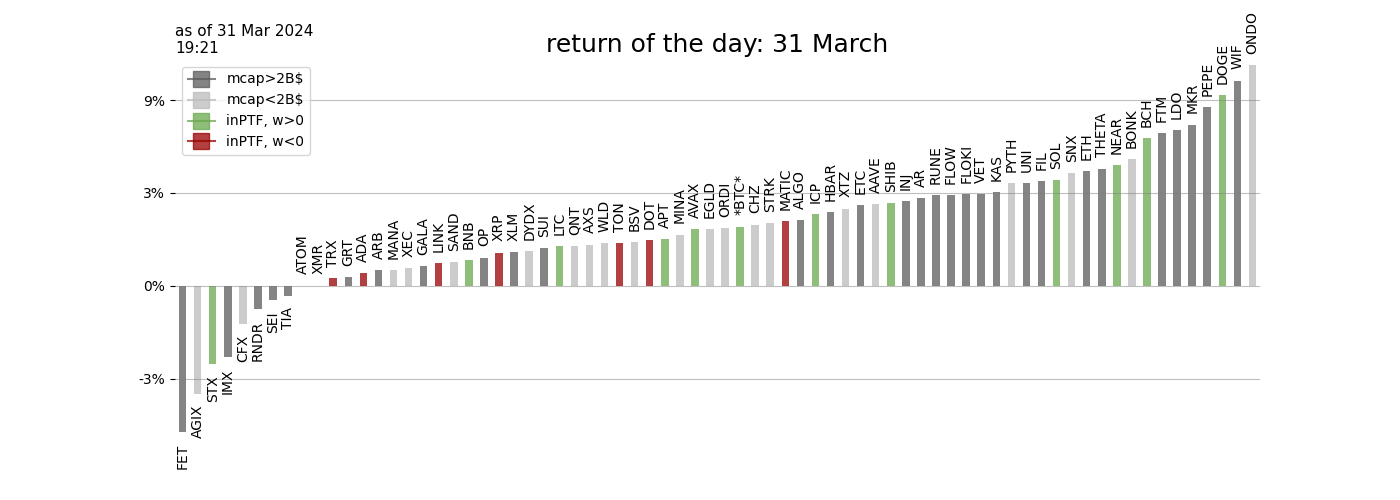 as of 31 Mar 2024
19:21
return of the day: 31 March
mcap>2B$
mcap<2B$
inPTF, w>0
inPTF, w<0
9%
3%
0%
-3%
FET
AGIX
STX
IMX
CFX
RNDR
SEI
TIA
ATOM
XMR
TRX
GRT
ADA
ARB
MANA
XEC
GALA
LINK
SAND
BNB
OP
XRP
XLM
DYDX
SUI
LTC
QNT
AXS
WLD
TON
BSV
DOT
APT
MINA
AVAX
EGLD
ORDI
*BTC*
CHZ
STRK
MATIC
ALGO
ICP
HBAR
XTZ
ETC
AAVE
SHIB
INJ
AR
RUNE
FLOW
FLOKI
VET
KAS
PYTH
UNI
FIL
SOL
SNX
ETH
THETA
NEAR
BONK
BCH
FTM
LDO
MKR
PEPE
DOGE
WIF
ONDO